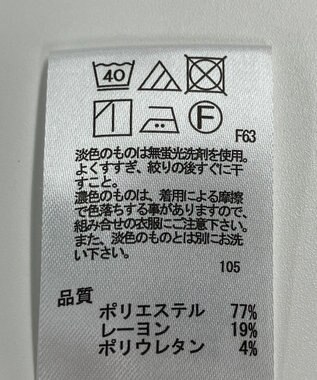 40
F
F63
淡色のものは無蛍光洗剤を使用。
よくすすぎ、絞りの後すぐに干
すこと。
濃色のものは、着用による摩擦
で色落ちする事がありますので、
組み合せの衣服にご注意下さい。
また、淡色のものとは別にお洗
い下さい。
105
品質
ポリエステル 77%
レーヨン 19%
ポリウレタン 4%